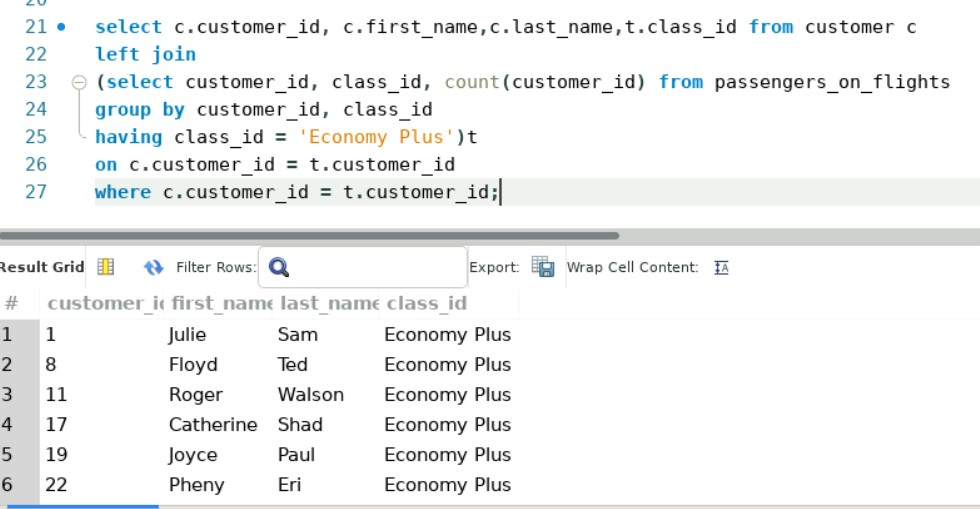 20
21 select c.customer_id, c.first_name,c.last_name,t.class_id from customer c
22 left join
23 (select customer_id, class_id, count(customer_id) from passengers_on_flights
24 group by customer_id, class_id
25 having class_id = 'Economy Plus')t
26 on c.customer_id = t.customer_id
27 where c.customer_id = t.customer_id;
Result Grid Filter Rows: Export: Wrap Cell Content:
# customer_ic first_name last_name class_id
1 1 Julie Sam Economy Plus
2 8 Floyd Ted Economy Plus
3 11 Roger Walson Economy Plus
4 17 Catherine Shad Economy Plus
5 19 Joyce Paul Economy Plus
6 22 Pheny Eri Economy Plus